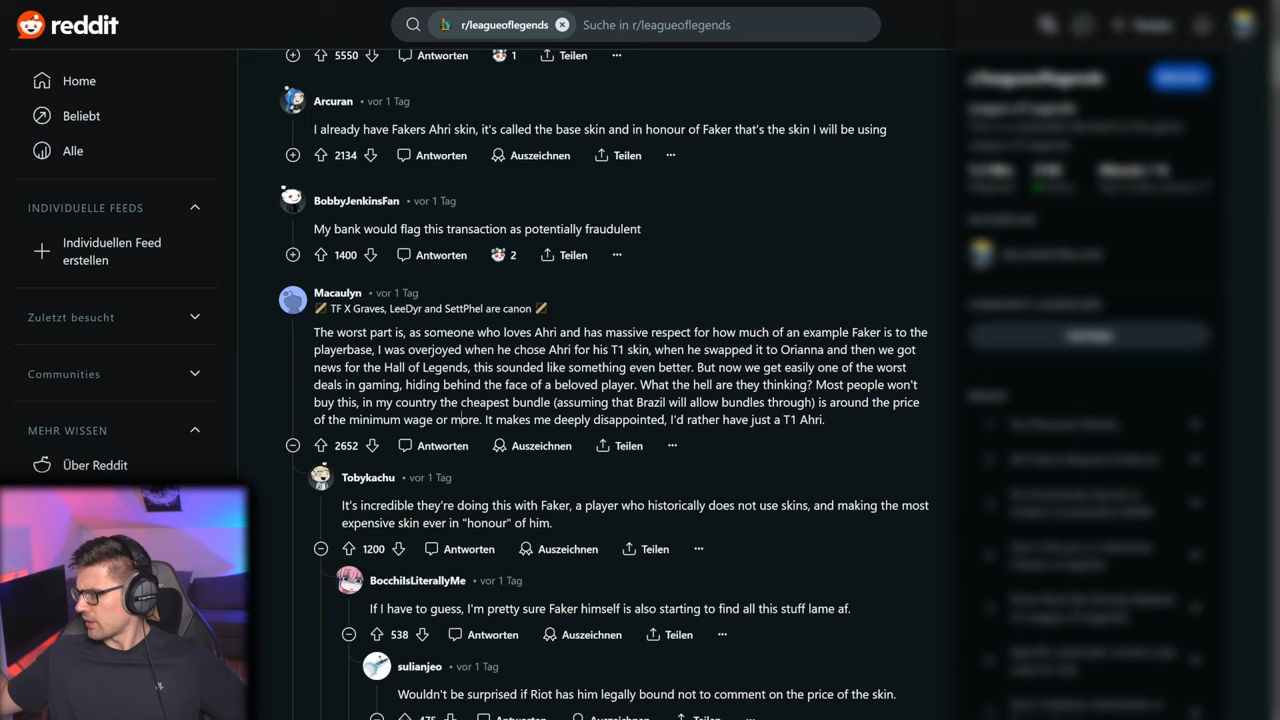 reddit
r/leagueoflegends
Suche in r/leagueoflegends
Home
Beliebt
Alle
INDIVIDUELLE FEEDS
Individuellen Feed
erstellen
Zuletzt besucht
Communities
MEHR WISSEN
Über Reddit
5550 Antworten 1 Teilen ···
Arcuran • vor 1 Tag
I already have Fakers Ahri skin, it's called the base skin and in honour of Faker that's the skin I will be using
2134 Antworten Auszeichnen Teilen ···
BobbyJenkinsFan • vor 1 Tag
My bank would flag this transaction as potentially fraudulent
1400 Antworten 2 Teilen ···
Macaulyn • vor 1 Tag
TF X Graves, LeeDyr and SettPhel are canon
The worst part is, as someone who loves Ahri and has massive respect for how much of an example Faker is to the
playerbase, I was overjoyed when he chose Ahri for his T1 skin, when he swapped it to Orianna and then we got
news for the Hall of Legends, this sounded like something even better. But now we get easily one of the worst
deals in gaming, hiding behind the face of a beloved player. What the hell are they thinking? Most people won't
buy this, in my country the cheapest bundle (assuming that Brazil will allow bundles through) is around the price
of the minimum wage or more. It makes me deeply disappointed, I'd rather have just a T1 Ahri.
2652 Antworten Auszeichnen Teilen ···
Tobykachu • vor 1 Tag
It's incredible they're doing this with Faker, a player who historically does not use skins, and making the most
expensive skin ever in "honour" of him.
1200 Antworten Auszeichnen Teilen ···
BocchiIsLiterallyMe • vor 1 Tag
If I have to guess, I'm pretty sure Faker himself is also starting to find all this stuff lame af.
538 Antworten Auszeichnen Teilen ···
sulianjeo • vor 1 Tag
Wouldn't be surprised if Riot has him legally bound not to comment on the price of the skin.
475 Antworten Auszeichnen Teilen ···